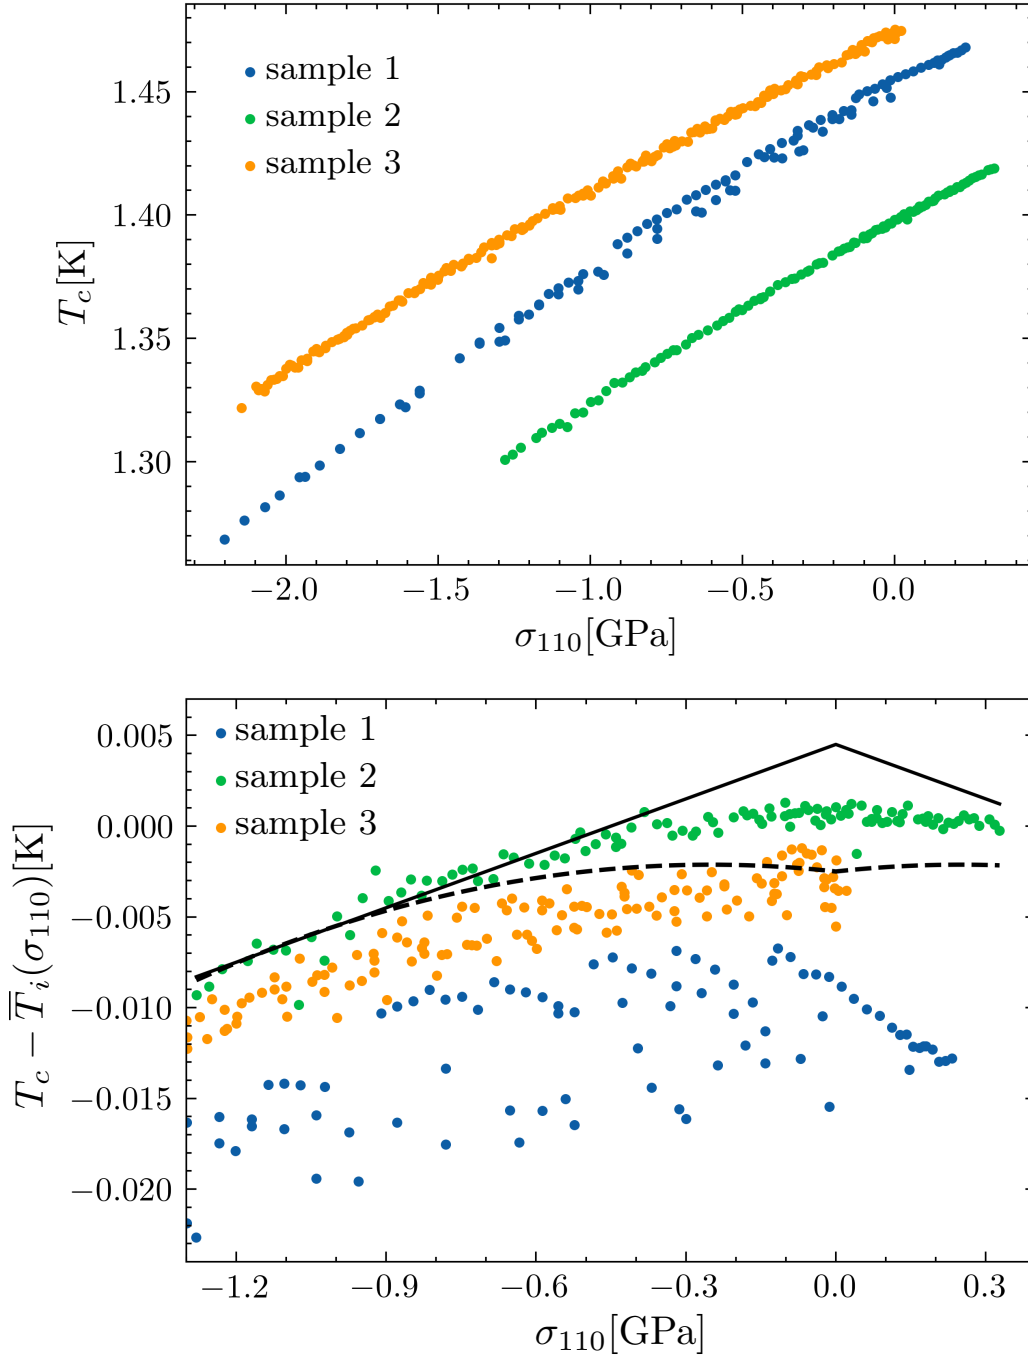 sample 1
sample 2
sample 3
1.45
1.40
1.35
1.30
T_c[K]
−2.0 −1.5 −1.0 −0.5 0.0
σ_110[GPa]
sample 1
sample 2
sample 3
0.005
0.000
−0.005
−0.010
−0.015
−0.020
T_c − T̅_i(σ_110)[K]
−1.2 −0.9 −0.6 −0.3 0.0 0.3
σ_110[GPa]